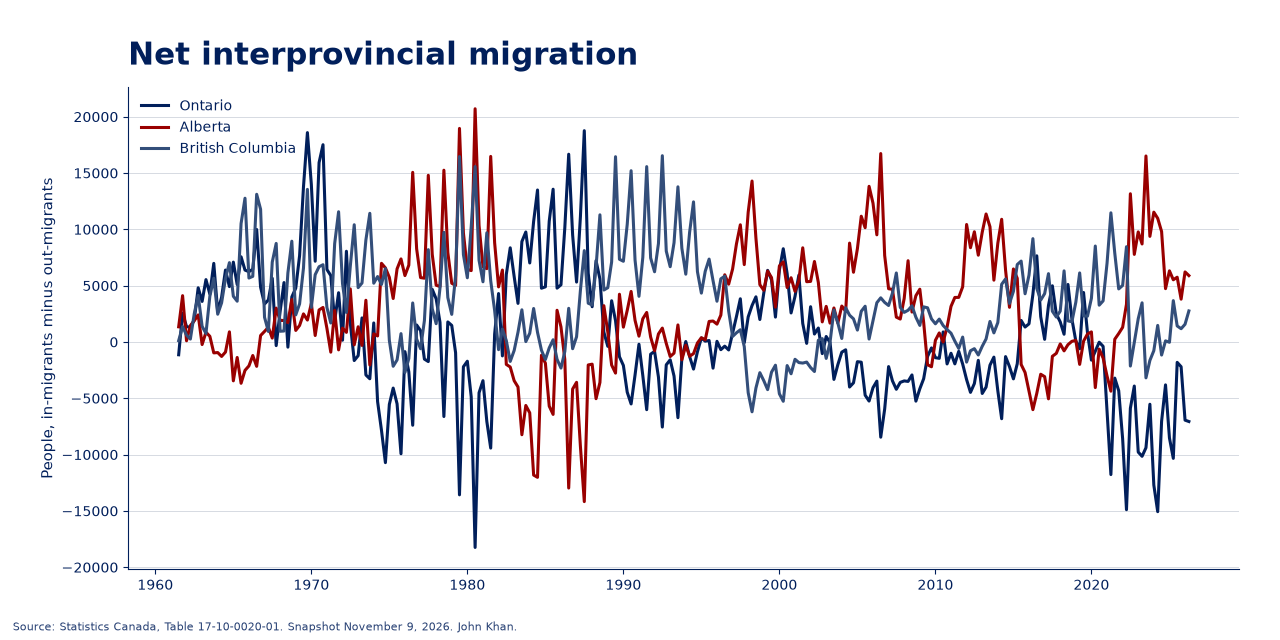 Net interprovincial migration
Ontario
Alberta
British Columbia
People, in-migrants minus out-migrants
20000
15000
10000
5000
0
−5000
−10000
−15000
−20000
1960 1970 1980 1990 2000 2010 2020
Source: Statistics Canada, Table 17-10-0020-01. Snapshot November 9, 2026. John Khan.